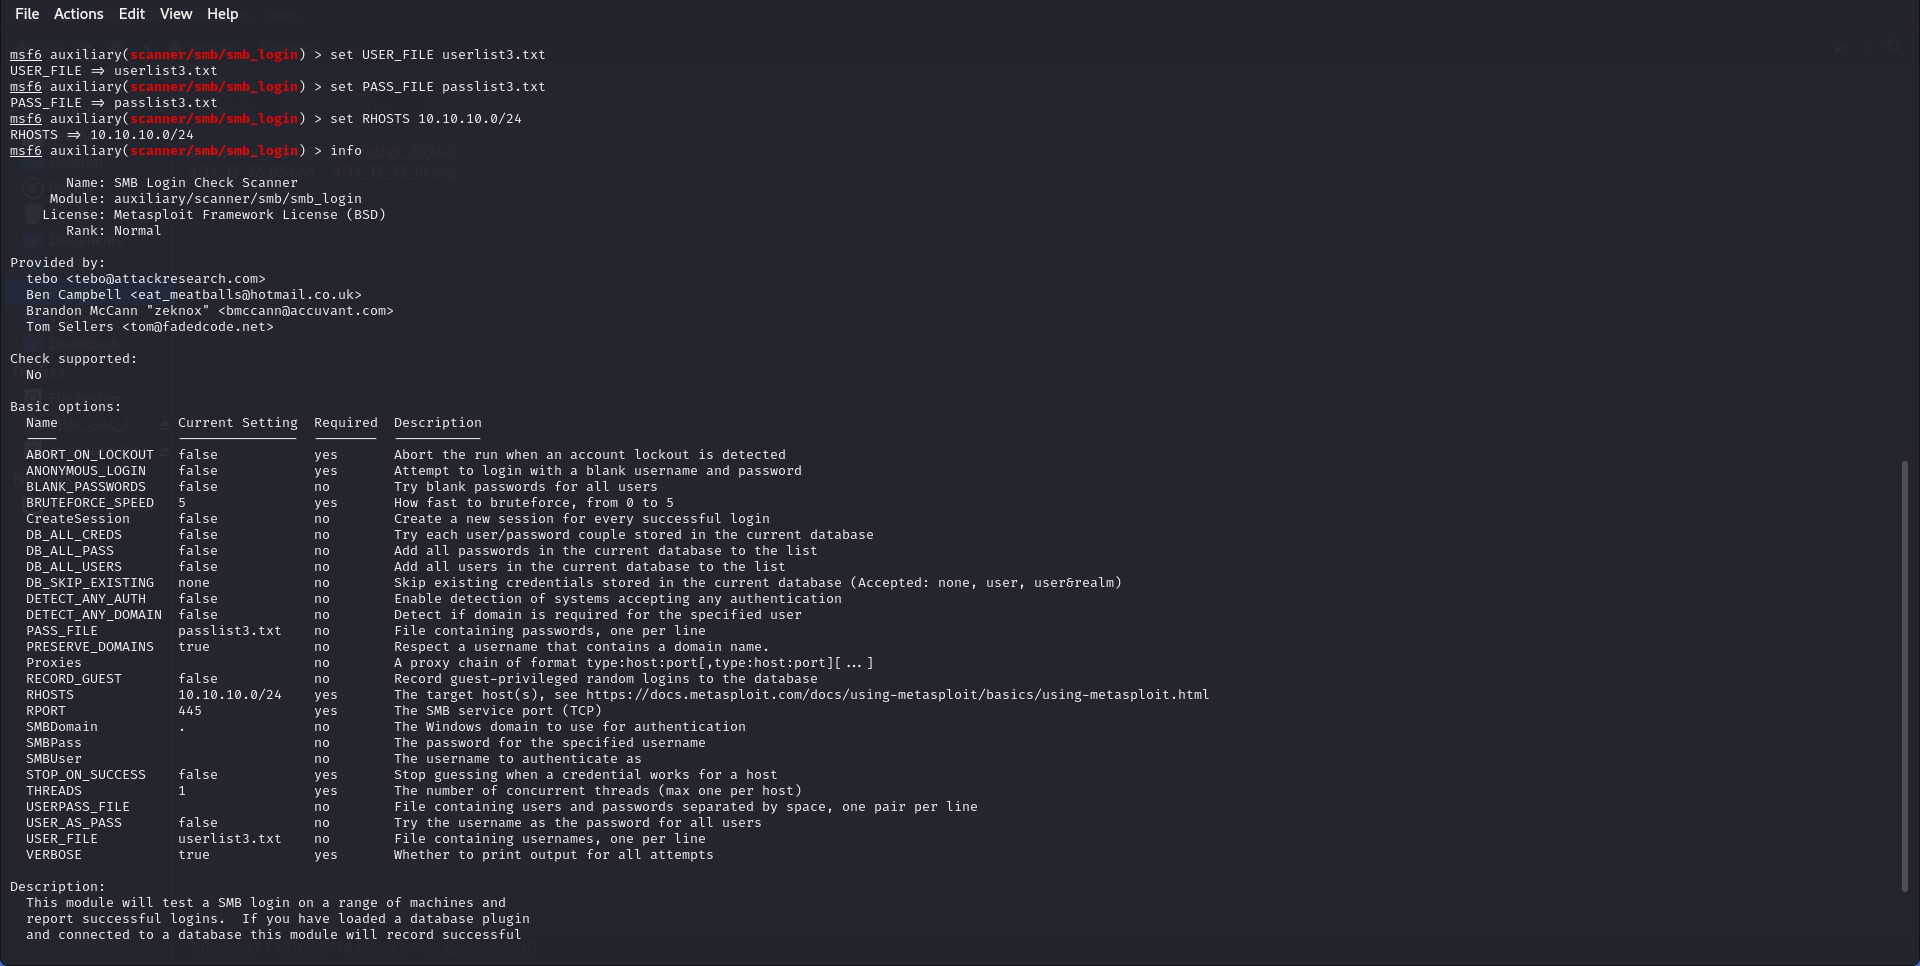 File Actions Edit View Help
msf6 auxiliary(scanner/smb/smb_login) > set USER_FILE userlist3.txt
USER_FILE => userlist3.txt
msf6 auxiliary(scanner/smb/smb_login) > set PASS_FILE passlist3.txt
PASS_FILE => passlist3.txt
msf6 auxiliary(scanner/smb/smb_login) > set RHOSTS 10.10.10.0/24
RHOSTS => 10.10.10.0/24
msf6 auxiliary(scanner/smb/smb_login) > info
Name: SMB Login Check Scanner
Module: auxiliary/scanner/smb/smb_login
License: Metasploit Framework License (BSD)
Rank: Normal
Provided by:
tebo <tebo@attackresearch.com>
Ben Campbell <eat_meatballs@hotmail.co.uk>
Brandon McCann "zeknox" <bmccann@accuvant.com>
Tom Sellers <tom@fadedcode.net>
Check supported:
No
Basic options:
Name Current Setting Required Description
ABORT_ON_LOCKOUT false yes Abort the run when an account lockout is detected
ANONYMOUS_LOGIN false yes Attempt to login with a blank username and password
BLANK_PASSWORDS false no Try blank passwords for all users
BRUTEFORCE_SPEED 5 yes How fast to bruteforce, from 0 to 5
CreateSession false no Create a new session for every successful login
DB_ALL_CREDS false no Try each user/password couple stored in the current database
DB_ALL_PASS false no Add all passwords in the current database to the list
DB_ALL_USERS false no Add all users in the current database to the list
DB_SKIP_EXISTING none no Skip existing credentials stored in the current database (Accepted: none, user, user&realm)
DETECT_ANY_AUTH false no Enable detection of systems accepting any authentication
DETECT_ANY_DOMAIN false no Detect if domain is required for the specified user
PASS_FILE passlist3.txt no File containing passwords, one per line
PRESERVE_DOMAINS true no Respect a username that contains a domain name.
Proxies no A proxy chain of format type:host:port[,type:host:port][...]
RECORD_GUEST false no Record guest-privileged random logins to the database
RHOSTS 10.10.10.0/24 yes The target host(s), see https://docs.metasploit.com/docs/using-metasploit/basics/using-metasploit.html
RPORT 445 yes The SMB service port (TCP)
SMBDomain . no The Windows domain to use for authentication
SMBPass no The password for the specified username
SMBUser no The username to authenticate as
STOP_ON_SUCCESS false yes Stop guessing when a credential works for a host
THREADS 1 yes The number of concurrent threads (max one per host)
USERPASS_FILE no File containing users and passwords separated by space, one pair per line
USER_AS_PASS false no Try the username as the password for all users
USER_FILE userlist3.txt no File containing usernames, one per line
VERBOSE true yes Whether to print output for all attempts
Description:
This module will test a SMB login on a range of machines and
report successful logins. If you have loaded a database plugin
and connected to a database this module will record successful